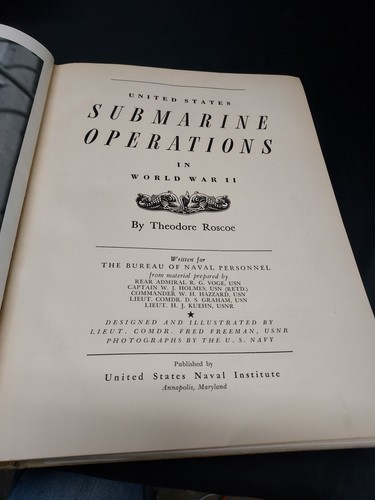 UNITED STATES
SUBMARINE
OPERATIONS
IN
WORLD WAR II
By Theodore Roscoe
Written for
THE BUREAU OF NAVAL PERSONNEL
from material prepared by
REAR ADMIRAL R. G. VOGE, USN
CAPTAIN W. J. HOLMES, USN (RETD.)
COMMANDER W. H. HAZZARD, USN
LIEUT. COMDR. D. S. GRAHAM, USN
LIEUT. H. J. KUEHN, USNR
★
DESIGNED AND ILLUSTRATED BY
LIEUT. COMDR. FRED FREEMAN, USNR
PHOTOGRAPHS BY THE U. S. NAVY
Published by
United States Naval Institute
Annapolis, Maryland